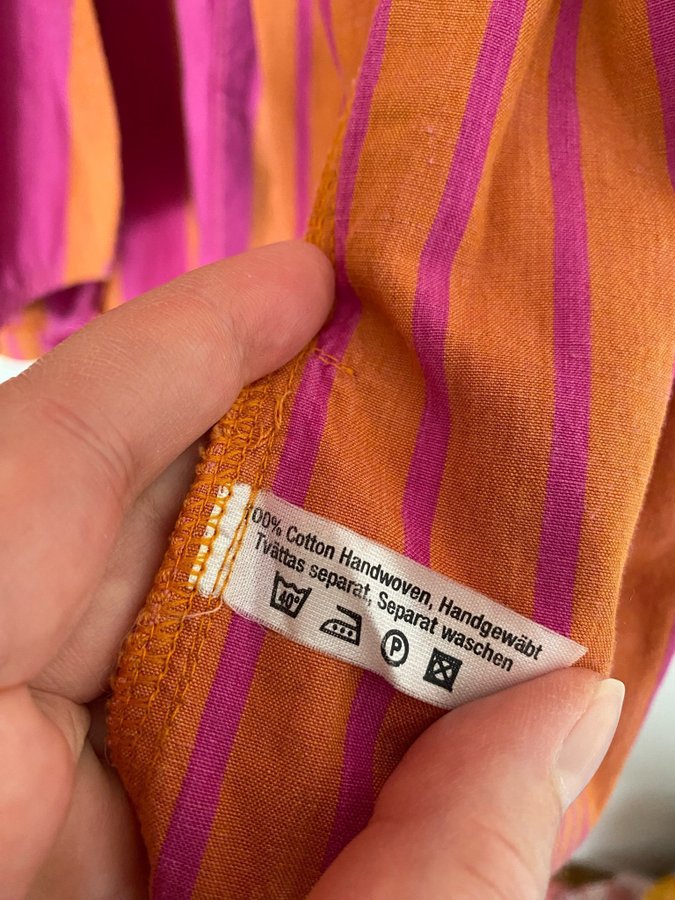 00% Cotton Handwoven, Handgewäbt
Tvättas separat, Separat waschen
40° P